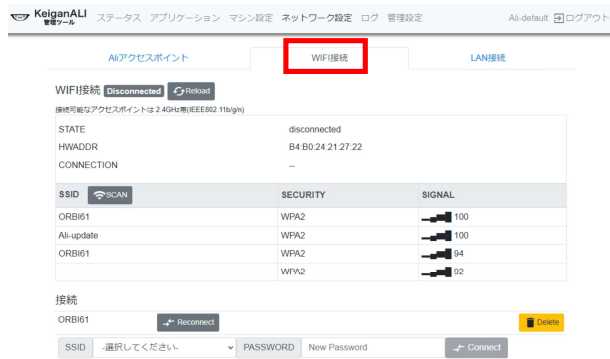 KeiganALI
管理ツール
ステータス アプリケーション マシン設定 ネットワーク設定 ログ 管理設定 Ali-default ログアウト
Aliアクセスポイント WIFI接続 LAN接続
WIFI接続 Disconnected Reload
接続可能なアクセスポイントは 2.4GHz帯(IEEE802.11b/g/n)
STATE disconnected
HWADDR B4:B0:24:21:27:22
CONNECTION --
SSID SCAN SECURITY SIGNAL
ORBI61 WPA2 100
Ali-update WPA2 100
ORBI61 WPA2 94
WPA2 92
接続
ORBI61 Reconnect Delete
SSID -選択してください- PASSWORD New Password Connect